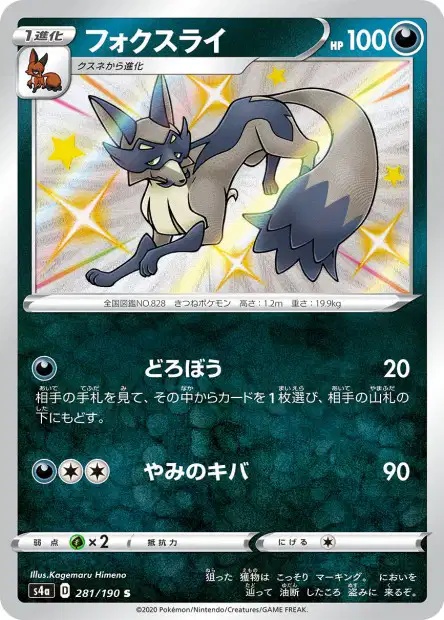 1進化
フォクスライ
HP 100
クスネから進化
全国図鑑NO.828 きつねポケモン 高さ:1.2m 重さ:19.9kg
どろぼう 20
相手の手札を見て、その中からカードを1枚選び、相手の山札の
下にもどす。
やみのキバ 90
弱点 ×2 抵抗力 にげる
Illus.Kagemaru Himeno
s4a D 281/190 S
狙った 獲物は こっそり マーキング。 においを
辿って 油断 したころ 盗みに 来るぞ。
©2020 Pokémon/Nintendo/Creatures/GAME FREAK.